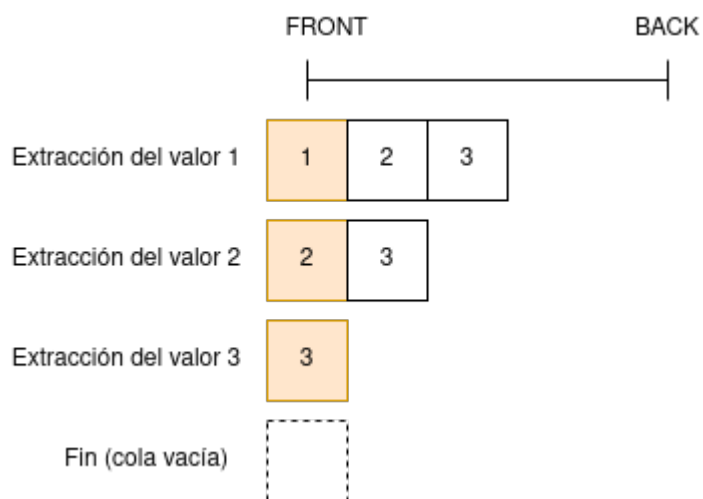 FRONT BACK
Extracción del valor 1 1 2 3
Extracción del valor 2 2 3
Extracción del valor 3 3
Fin (cola vacía)